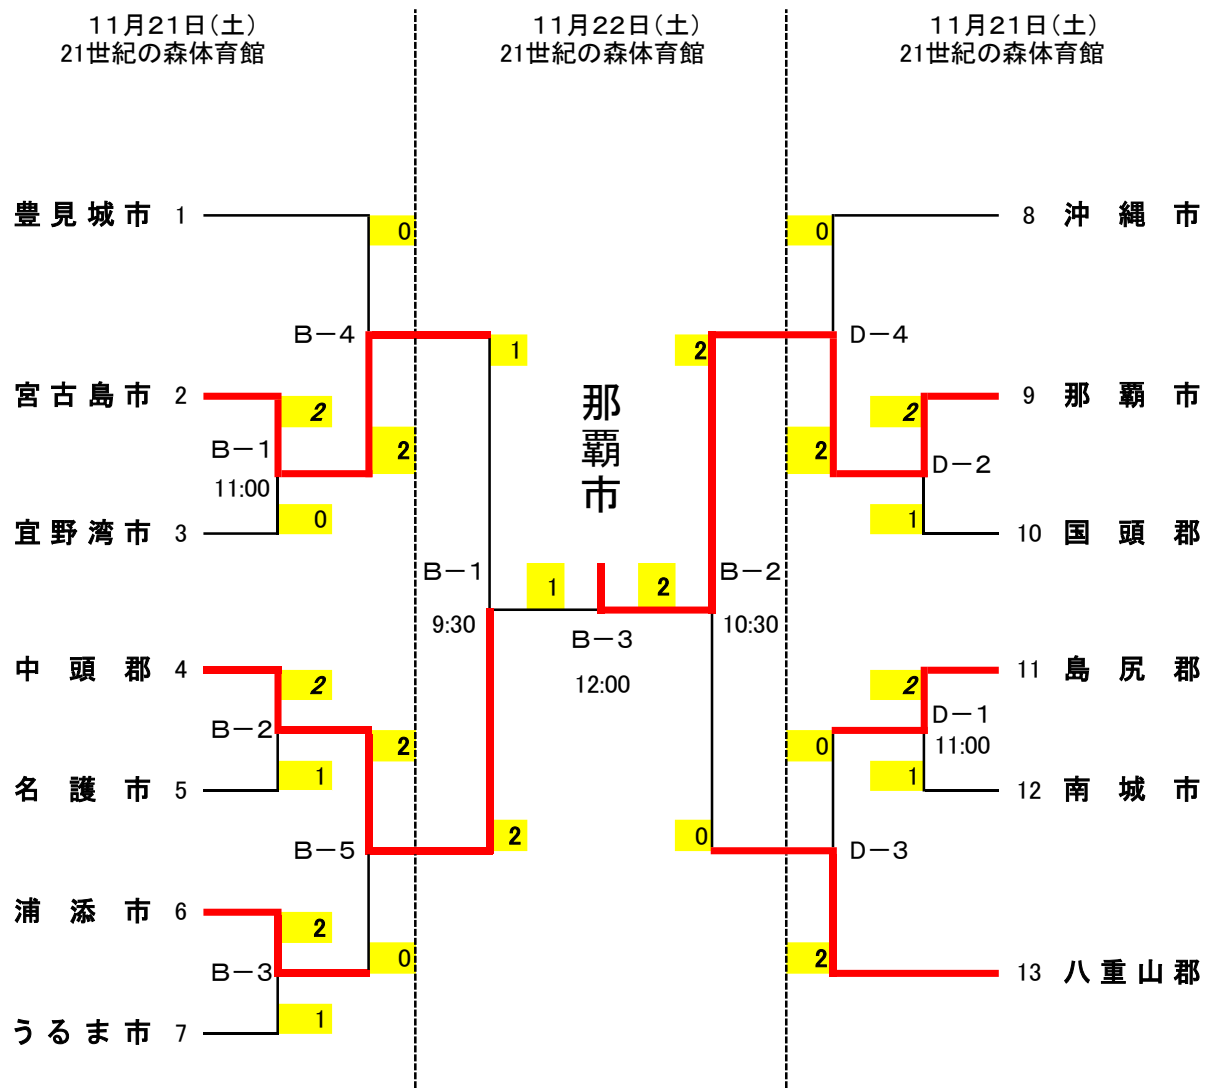 11月21日(土)
21世紀の森体育館
11月22日(土)
21世紀の森体育館
11月21日(土)
21世紀の森体育館
豊見城市 1
0
B-4
宮古島市 2
2
B-1
11:00
2
宜野湾市 3
0
中頭郡 4
2
B-2
2
名護市 5
1
B-5
浦添市 6
2
B-3
0
うるま市 7
1
1
B-1
9:30
2
那覇市
1
2
B-3
12:00
2
B-2
10:30
0
0
8 沖縄市
D-4
9 那覇市
2
2
D-2
1
10 国頭郡
11 島尻郡
2
D-1
11:00
0
1
12 南城市
D-3
2
13 八重山郡